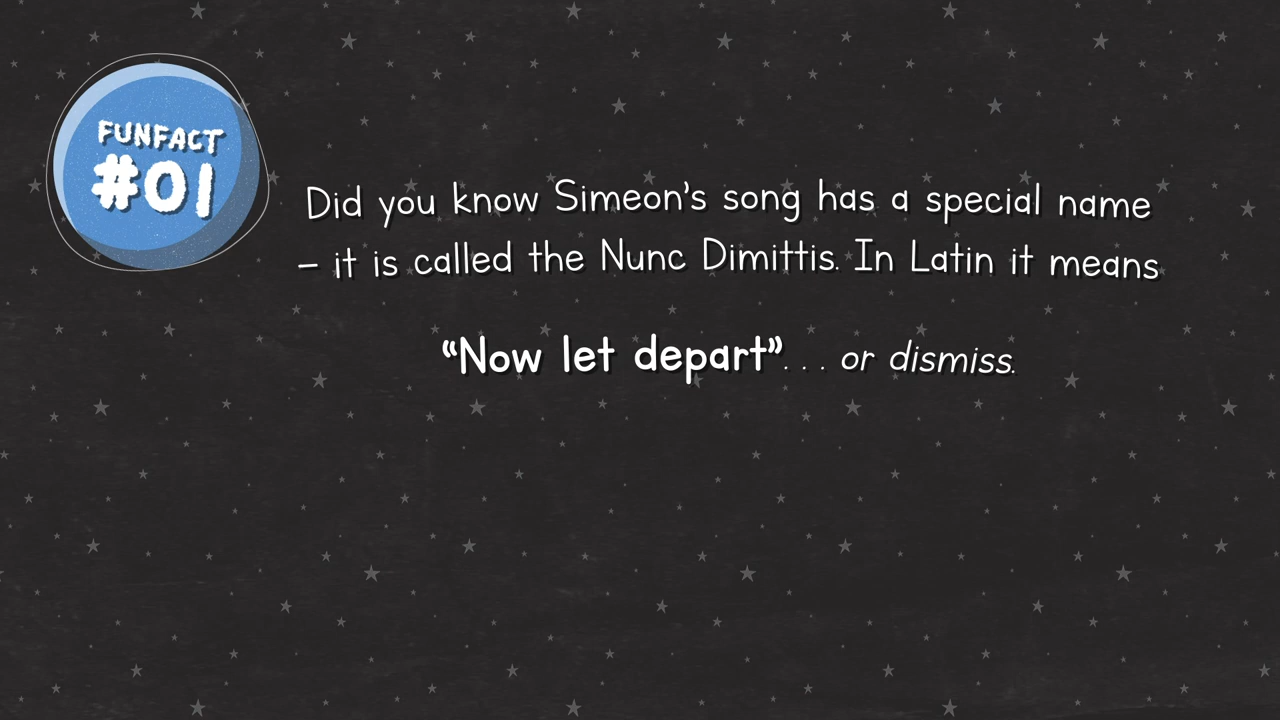 FUNFACT
#01
Did you know Simeon's song has a special name
– it is called the Nunc Dimittis. In Latin it means
“Now let depart”. . . or dismiss.